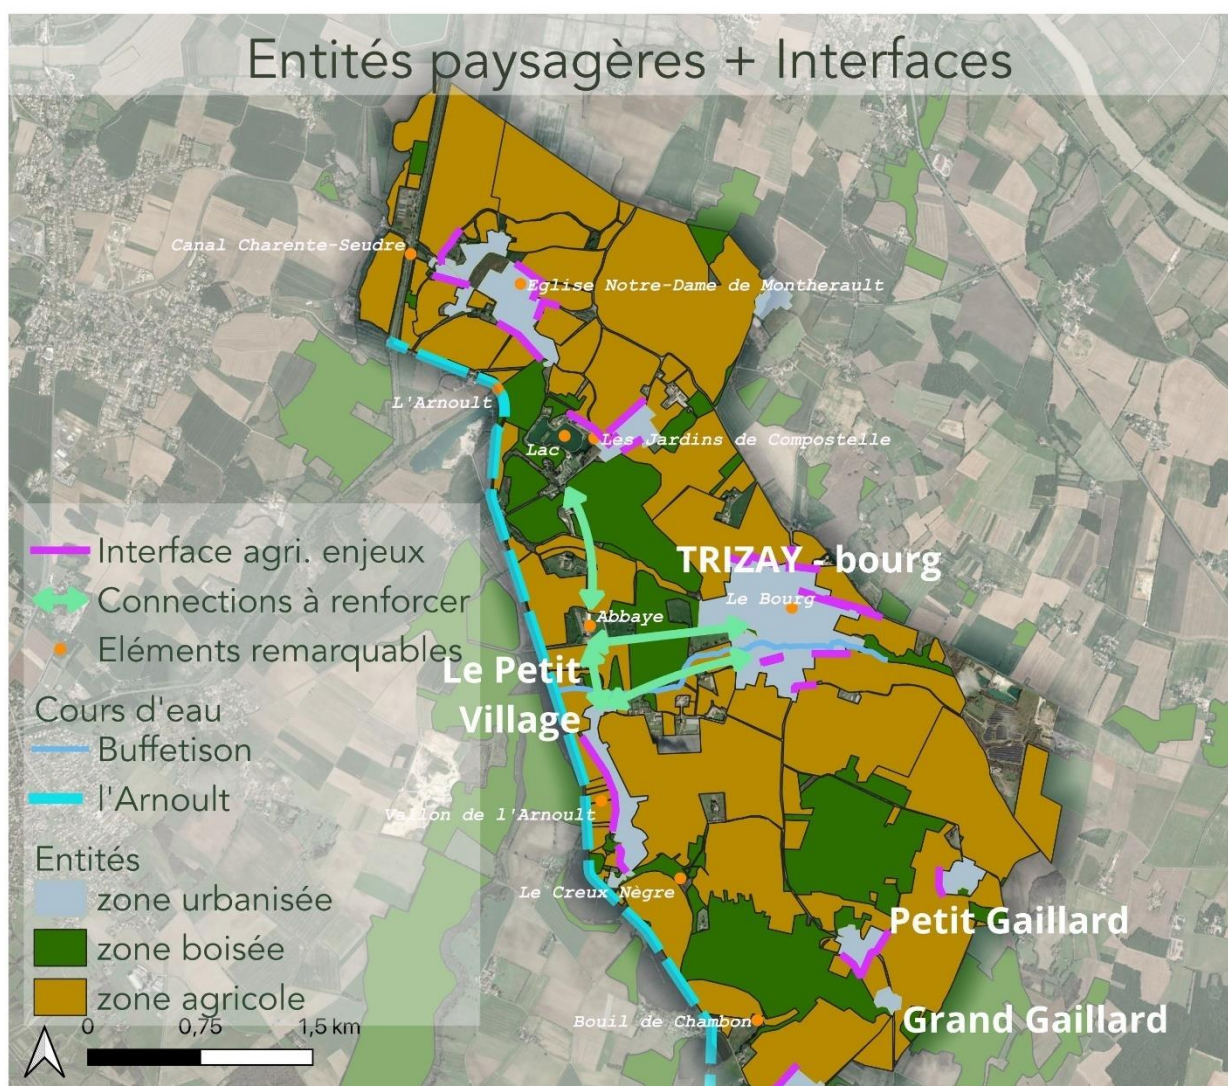 Entités paysagères + Interfaces
Canal Charente-Seudre
Eglise Notre-Dame de Montherault
L'Arnoult
Les Jardins de Compostelle
Lac
TRIZAY - bourg
Le Bourg
Abbaye
Le Petit
Village
Vallon de l'Arnoult
Le Creux Nègre
Petit Gaillard
Grand Gaillard
Bouil de Chambon
Interface agri. enjeux
Connections à renforcer
Eléments remarquables
Cours d'eau
Buffetison
l'Arnoult
Entités
zone urbanisée
zone boisée
zone agricole
0 0,75 1,5 km